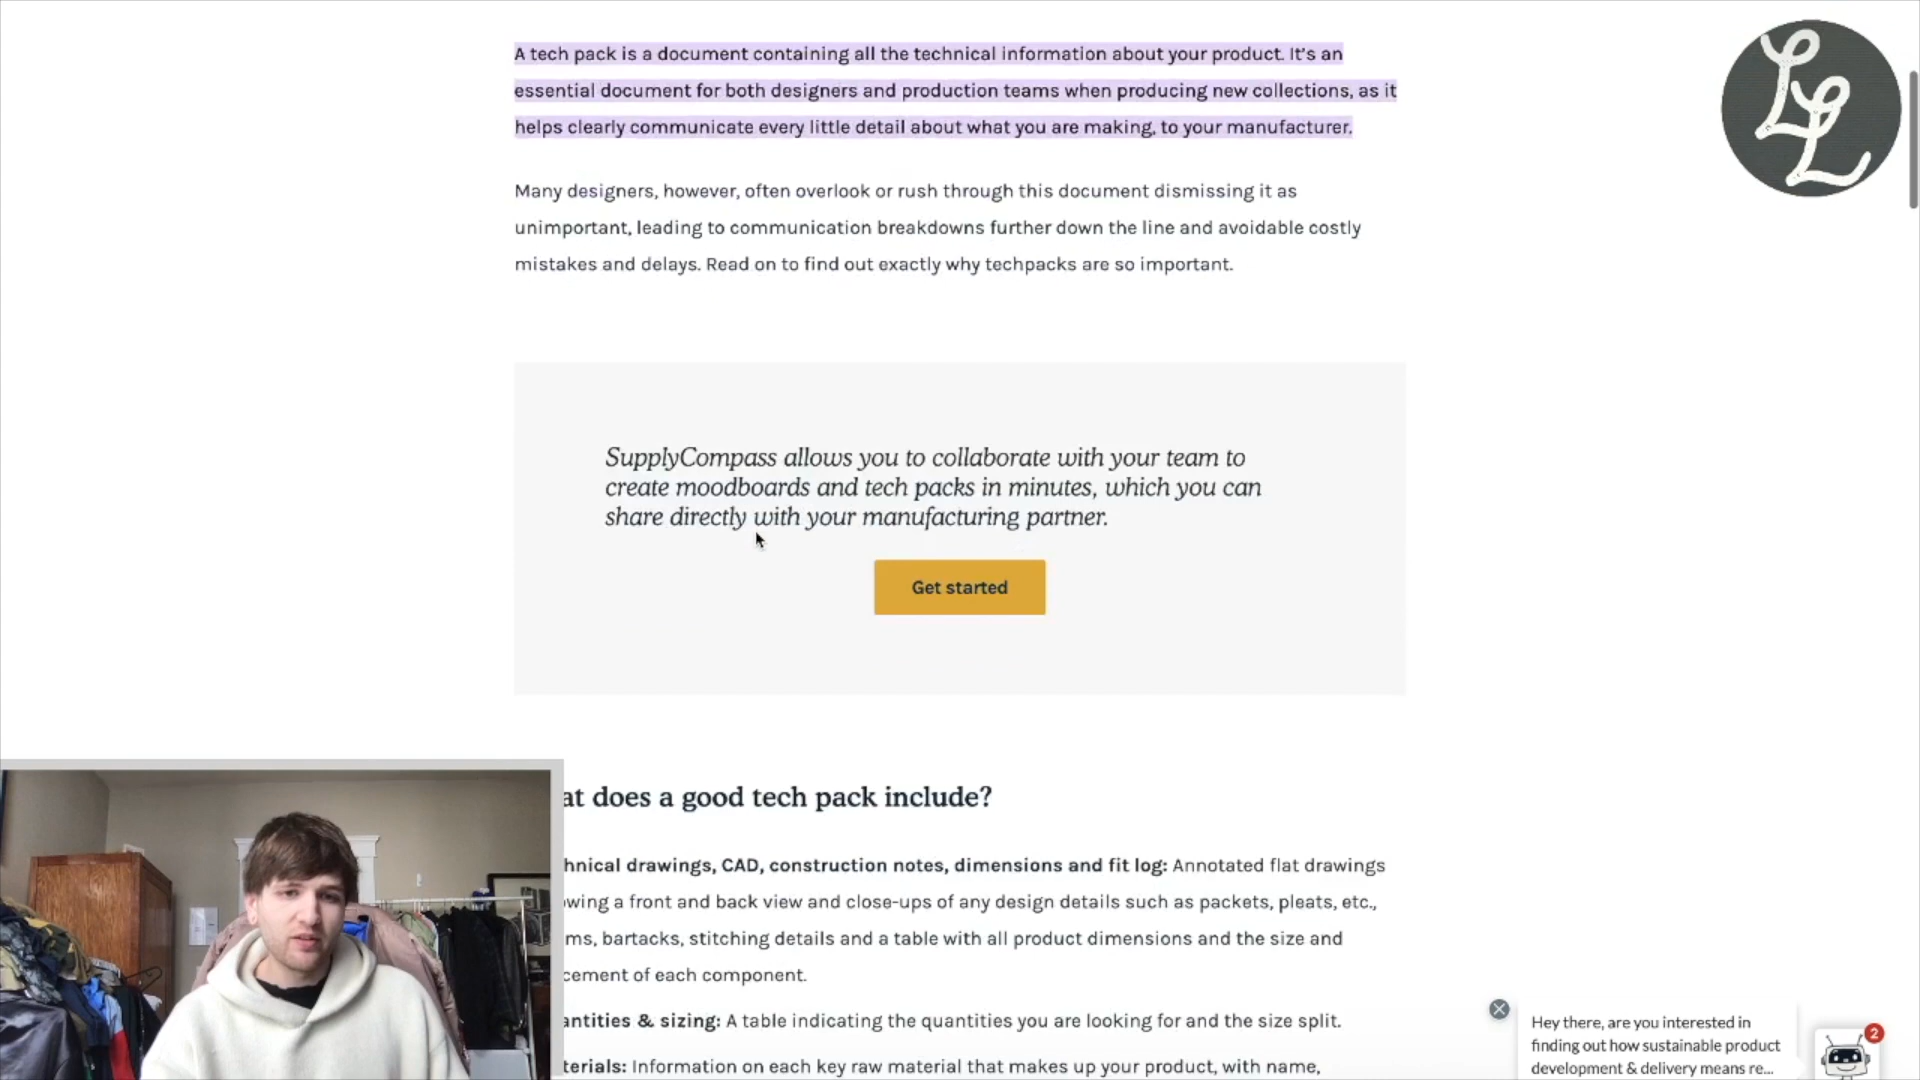 A tech pack is a document containing all the technical information about your product. It's an
essential document for both designers and production teams when producing new collections, as it
helps clearly communicate every little detail about what you are making, to your manufacturer.
Many designers, however, often overlook or rush through this document dismissing it as
unimportant, leading to communication breakdowns further down the line and avoidable costly
mistakes and delays. Read on to find out exactly why techpacks are so important.
SupplyCompass allows you to collaborate with your team to
create moodboards and tech packs in minutes, which you can
share directly with your manufacturing partner.
Get started
at does a good tech pack include?
hnical drawings, CAD, construction notes, dimensions and fit log: Annotated flat drawings
wing a front and back view and close-ups of any design details such as packets, pleats, etc.,
ms, bartacks, stitching details and a table with all product dimensions and the size and
cement of each component.
antities & sizing: A table indicating the quantities you are looking for and the size split.
terials: Information on each key raw material that makes up your product, with name,
Hey there, are you interested in
finding out how sustainable product
development & delivery means re...
2
LYL